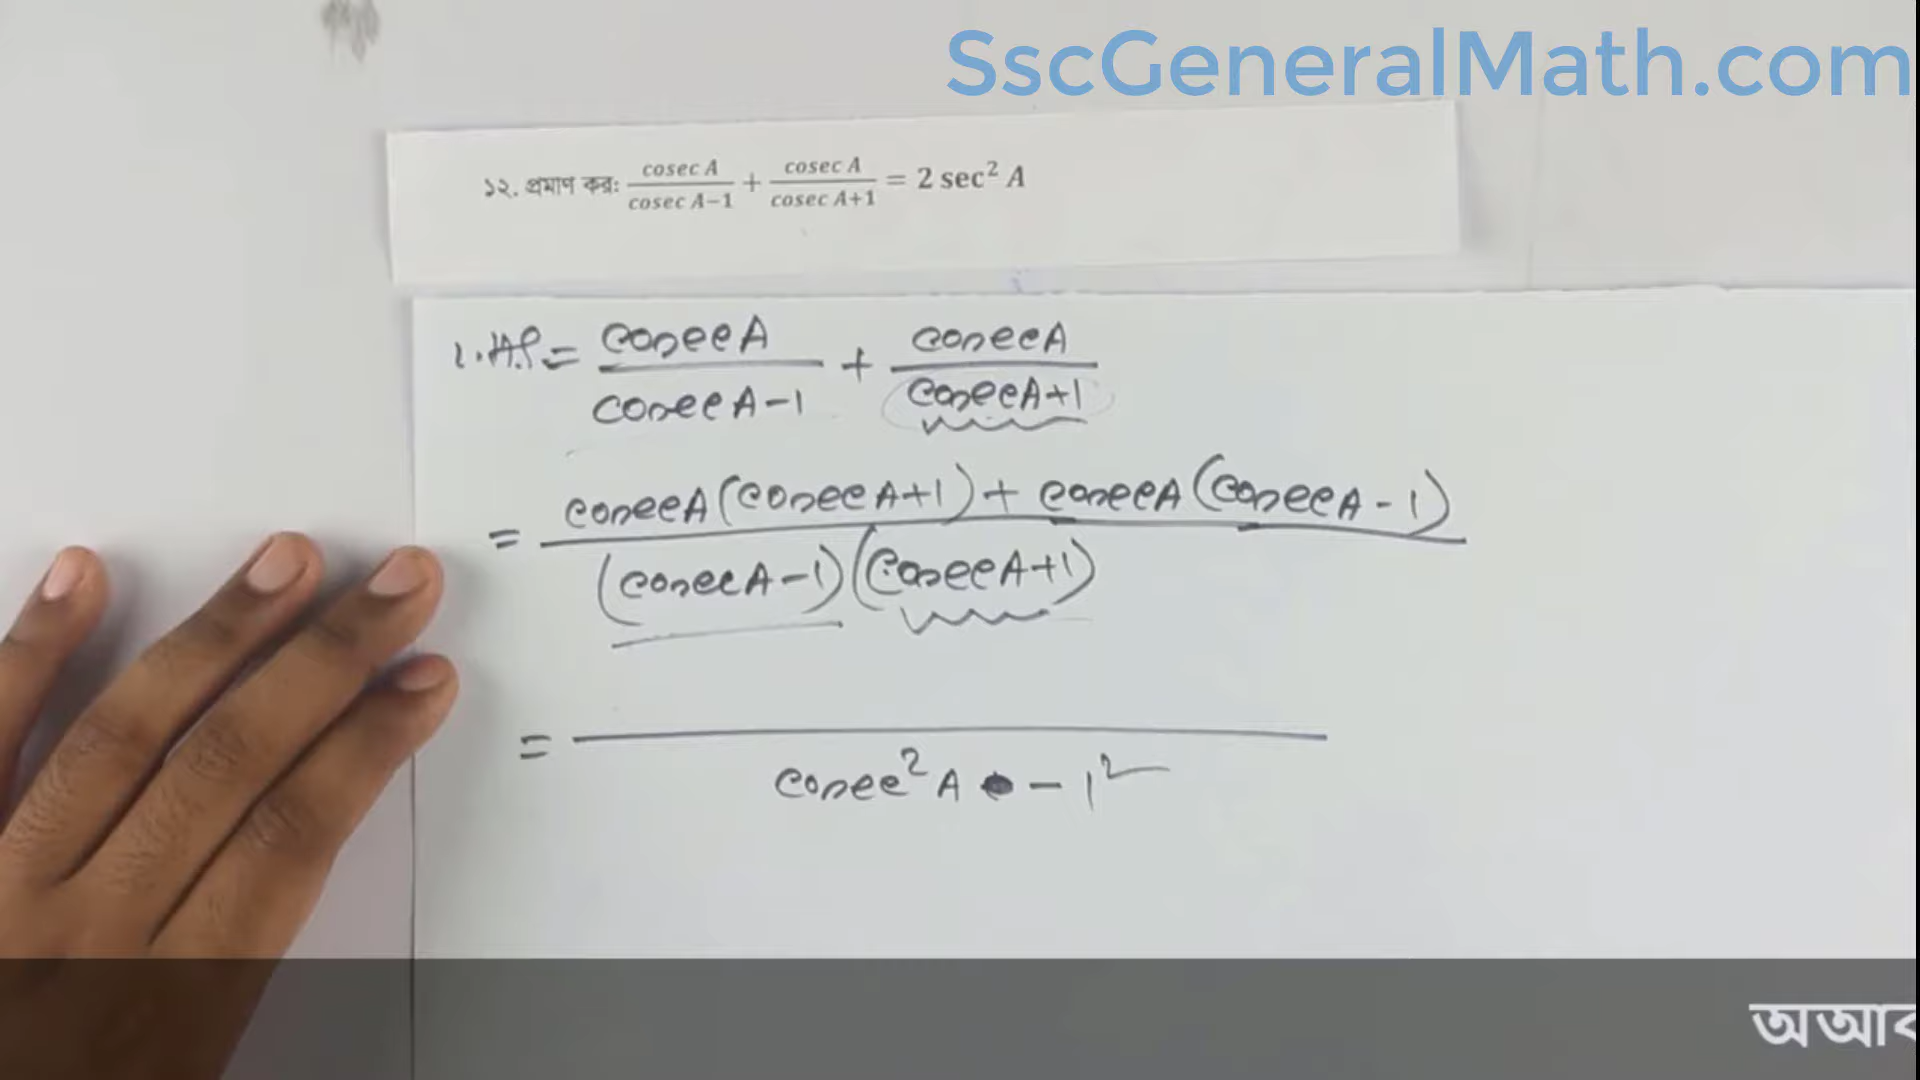 SscGeneralMath.com
১২. প্রমাণ কর: cosec A / cosec A−1 + cosec A / cosec A+1 = 2 sec² A
L.H.S = cosecA / cosecA-1 + cosecA / cosecA+1
= cosecA(cosecA+1) + cosecA(cosecA-1) / (cosecA-1)(cosecA+1)
= / cosec²A - 1²
অআ